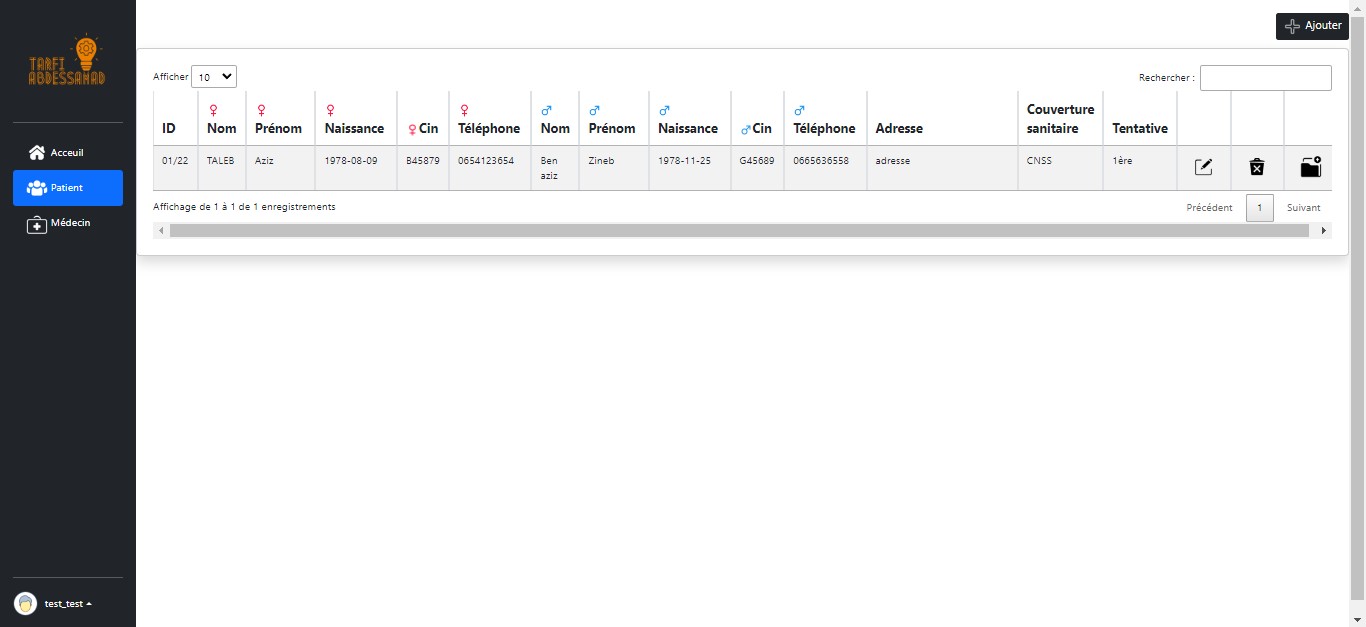 TARFI
ABDESSAMAD
Acceuil
Patient
Médecin
test_test
Ajouter
Afficher 10
Rechercher :
ID
Nom
Prénom
Naissance
Cin
Téléphone
Nom
Prénom
Naissance
Cin
Téléphone
Adresse
Couverture
sanitaire
Tentative
01/22 TALEB Aziz 1978-08-09 B45879 0654123654 Ben Zineb 1978-11-25 G45689 0665636558 adresse CNSS 1ère
aziz
Affichage de 1 à 1 de 1 enregistrements
Précédent 1 Suivant